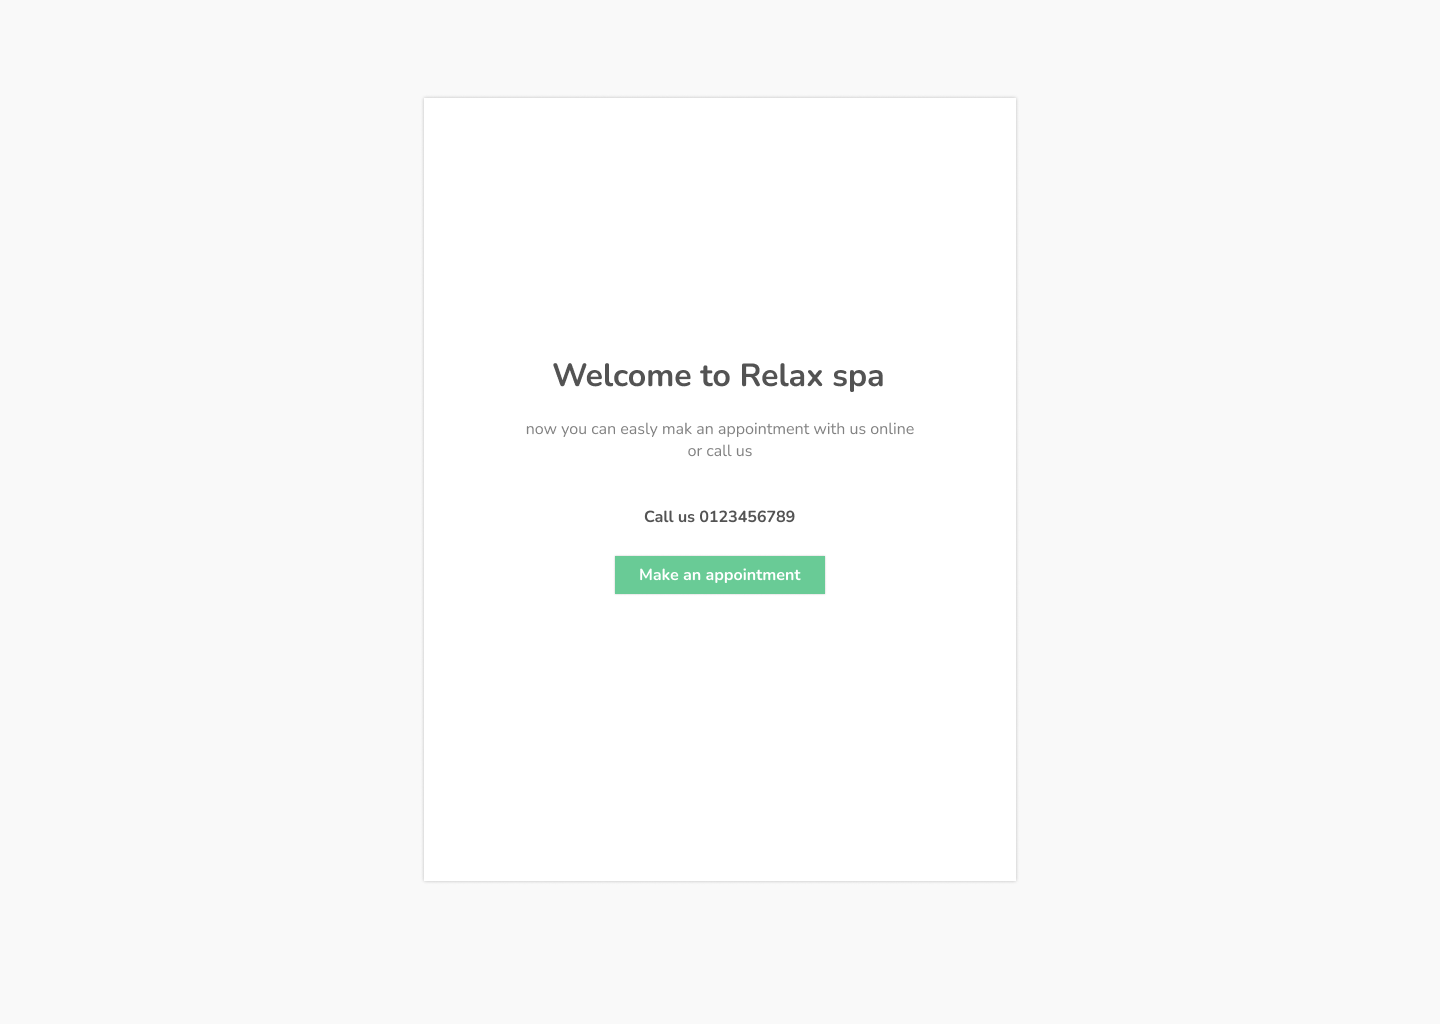 Welcome to Relax spa
now you can easly mak an appointment with us online
or call us
Call us 0123456789
Make an appointment